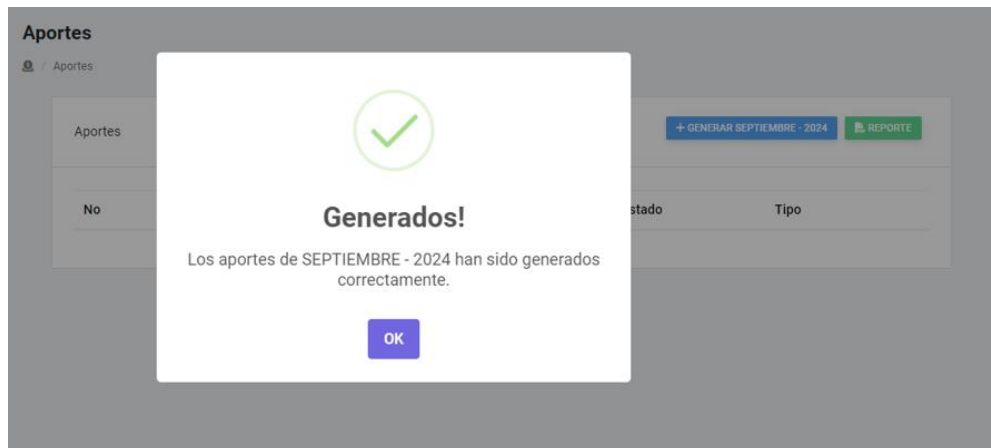 Aportes
/ Aportes
Aportes
+ GENERAR SEPTIEMBRE - 2024
REPORTE
No
stado
Tipo
Generados!
Los aportes de SEPTIEMBRE - 2024 han sido generados
correctamente.
OK